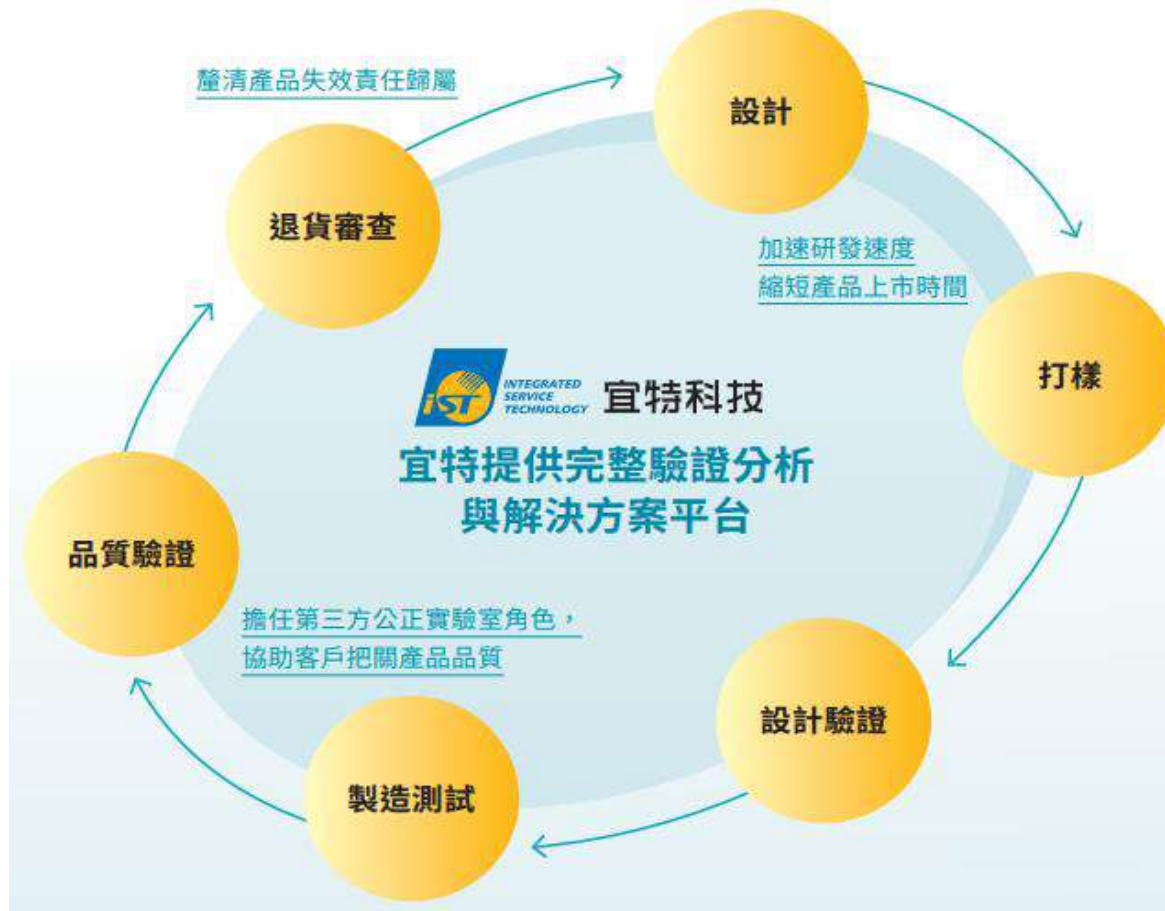 釐清產品失效責任歸屬
設計
退貨審查
加速研發速度
縮短產品上市時間
打樣
iST
INTEGRATED
SERVICE
TECHNOLOGY
宜特科技
宜特提供完整驗證分析
與解決方案平台
品質驗證
擔任第三方公正實驗室角色，
協助客戶把關產品品質
設計驗證
製造測試